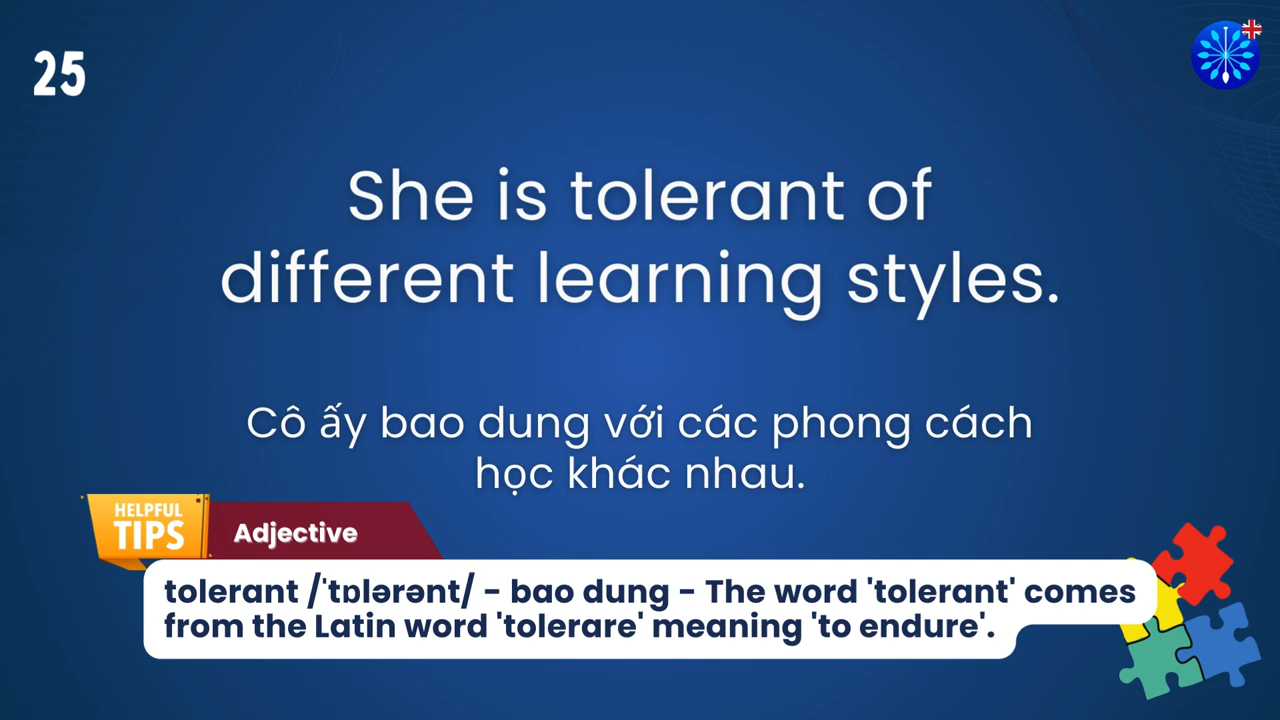 25
She is tolerant of
different learning styles.
Cô ấy bao dung với các phong cách
học khác nhau.
HELPFUL
TIPS
Adjective
tolerant /ˈtɒlərənt/ - bao dung - The word 'tolerant' comes
from the Latin word 'tolerare' meaning 'to endure'.